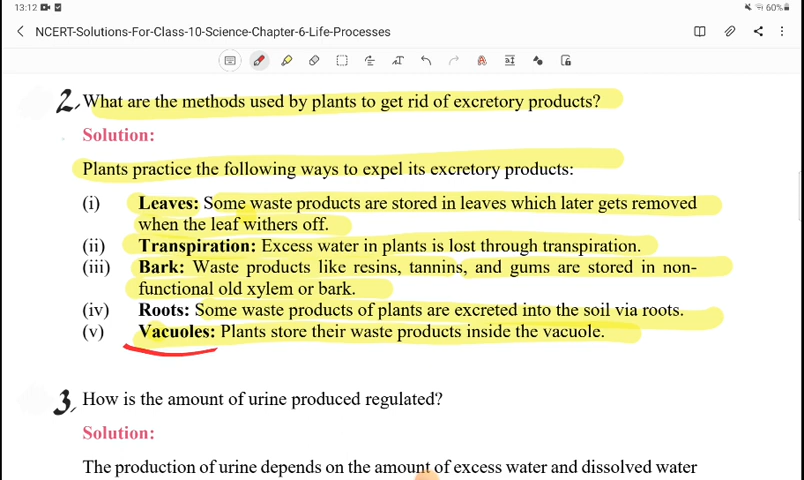 13:12
60%
NCERT-Solutions-For-Class-10-Science-Chapter-6-Life-Processes
2. What are the methods used by plants to get rid of excretory products?
Solution:
Plants practice the following ways to expel its excretory products:
(i) Leaves: Some waste products are stored in leaves which later gets removed
when the leaf withers off.
(ii) Transpiration: Excess water in plants is lost through transpiration.
(iii) Bark: Waste products like resins, tannins, and gums are stored in non-
functional old xylem or bark.
(iv) Roots: Some waste products of plants are excreted into the soil via roots.
(v) Vacuoles: Plants store their waste products inside the vacuole.
3. How is the amount of urine produced regulated?
Solution:
The production of urine depends on the amount of excess water and dissolved water